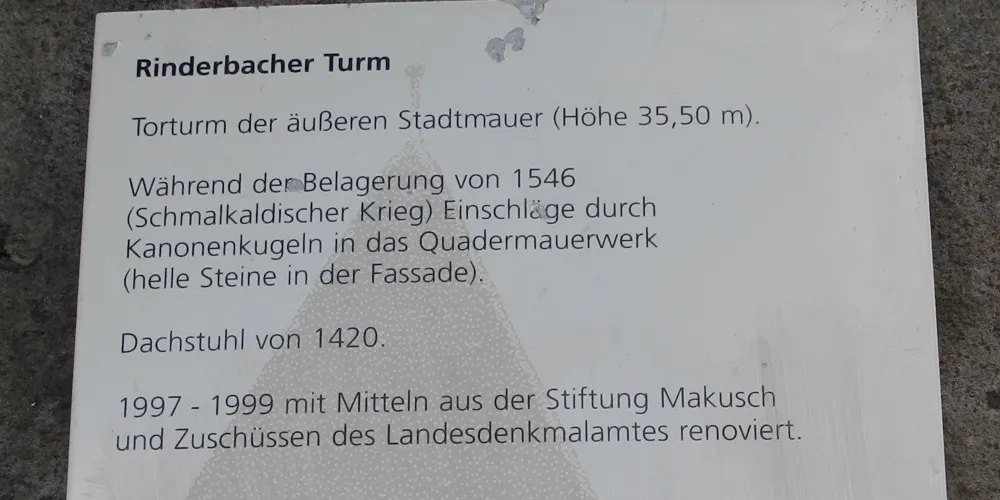 Rinderbacher Turm
Torturm der äußeren Stadtmauer (Höhe 35,50 m).
Während der Belagerung von 1546
(Schmalkaldischer Krieg) Einschläge durch
Kanonenkugeln in das Quadermauerwerk
(helle Steine in der Fassade).
Dachstuhl von 1420.
1997 - 1999 mit Mitteln aus der Stiftung Makusch
und Zuschüssen des Landesdenkmalamtes renoviert.